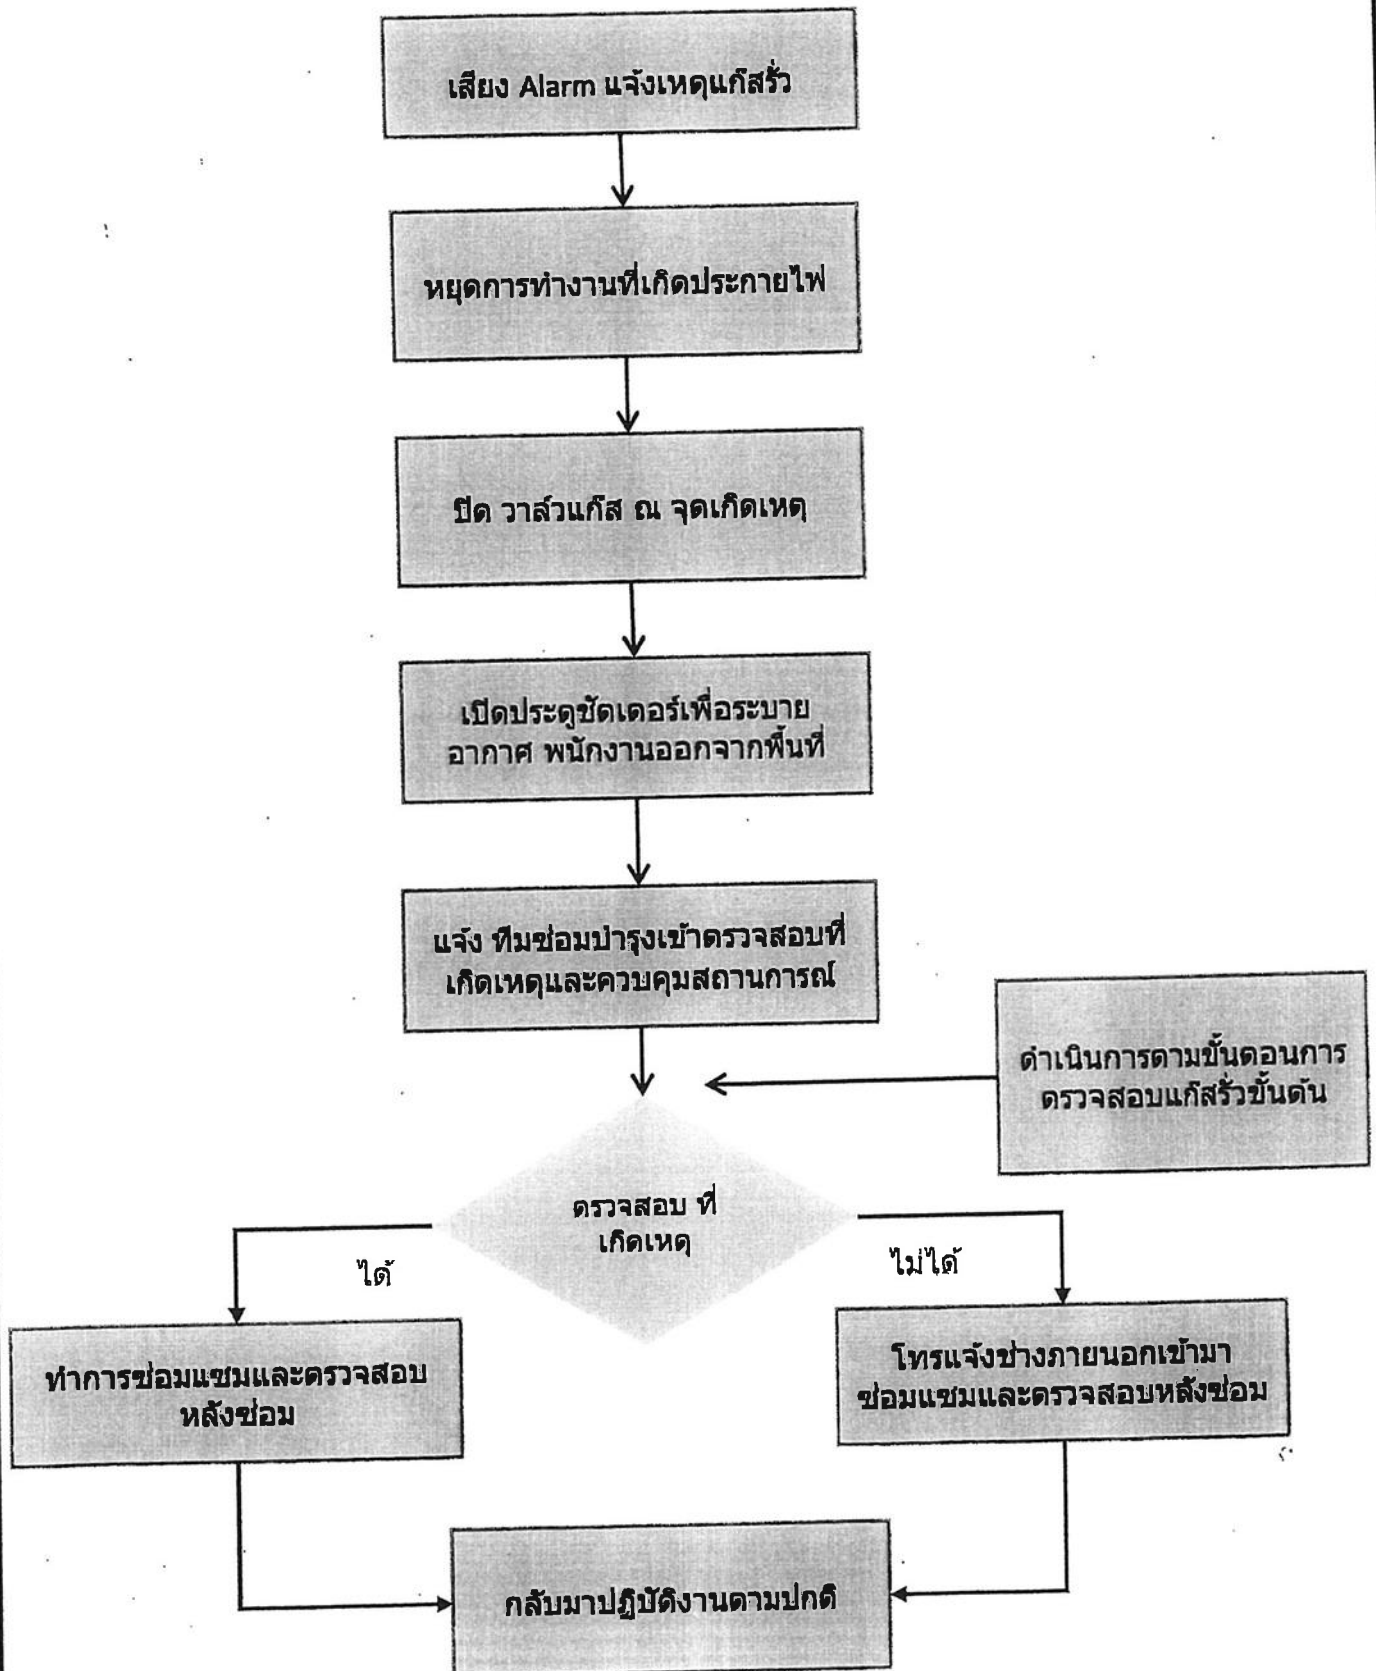 เสียง Alarm แจ้งเหตุแก๊สรั่ว
หยุดการทำงานที่เกิดประกายไฟ
ปิด วาล์วแก๊ส ณ จุดเกิดเหตุ
เปิดประตูชัตเตอร์เพื่อระบาย
อากาศ พนักงานออกจากพื้นที่
แจ้ง ทีมซ่อมบำรุงเข้าตรวจสอบที่
เกิดเหตุและควบคุมสถานการณ์
ดำเนินการตามขั้นตอนการ
ตรวจสอบแก๊สรั่วขั้นต้น
ตรวจสอบ ที่
เกิดเหตุ
ได้
ไม่ได้
ทำการซ่อมแซมและตรวจสอบ
หลังซ่อม
โทรแจ้งช่างภายนอกเข้ามา
ซ่อมแซมและตรวจสอบหลังซ่อม
กลับมาปฏิบัติงานตามปกติ